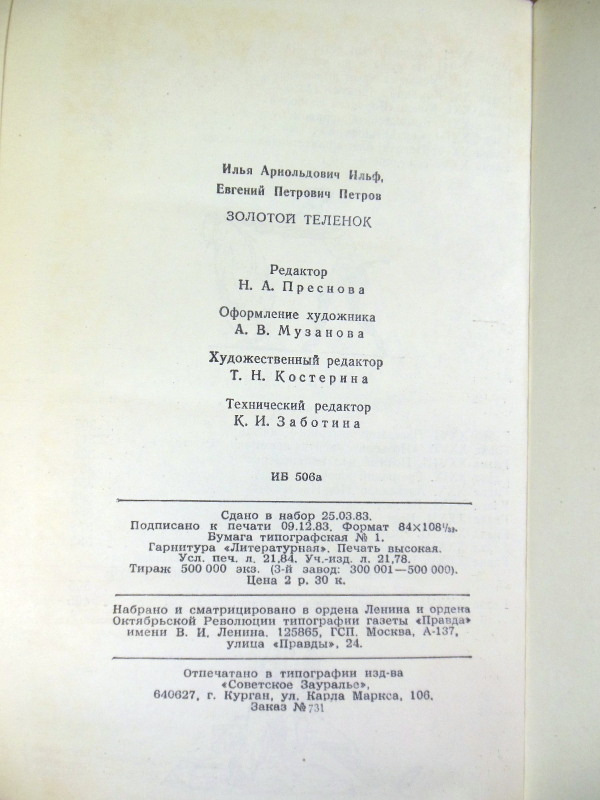 Илья Арнольдович Ильф,
Евгений Петрович Петров
ЗОЛОТОЙ ТЕЛЕНОК
Редактор
Н. А. Преснова
Оформление художника
А. В. Музанова
Художественный редактор
Т. Н. Костерина
Технический редактор
К. И. Заботина
ИБ 506а
Сдано в набор 25.03.83.
Подписано к печати 09.12.83. Формат 84×108¹/₃₂.
Бумага типографская № 1.
Гарнитура «Литературная». Печать высокая.
Усл. печ. л. 21,84. Уч.-изд. л. 21,78.
Тираж 500 000 экз. (3-й завод: 300 001—500 000).
Цена 2 р. 30 к.
Набрано и сматрицировано в ордена Ленина и ордена
Октябрьской Революции типографии газеты «Правда»
имени В. И. Ленина. 125865, ГСП. Москва, А-137,
улица «Правды», 24.
Отпечатано в типографии изд-ва
«Советское Зауралье»,
640627, г. Курган, ул. Карла Маркса, 106.
Заказ № 731